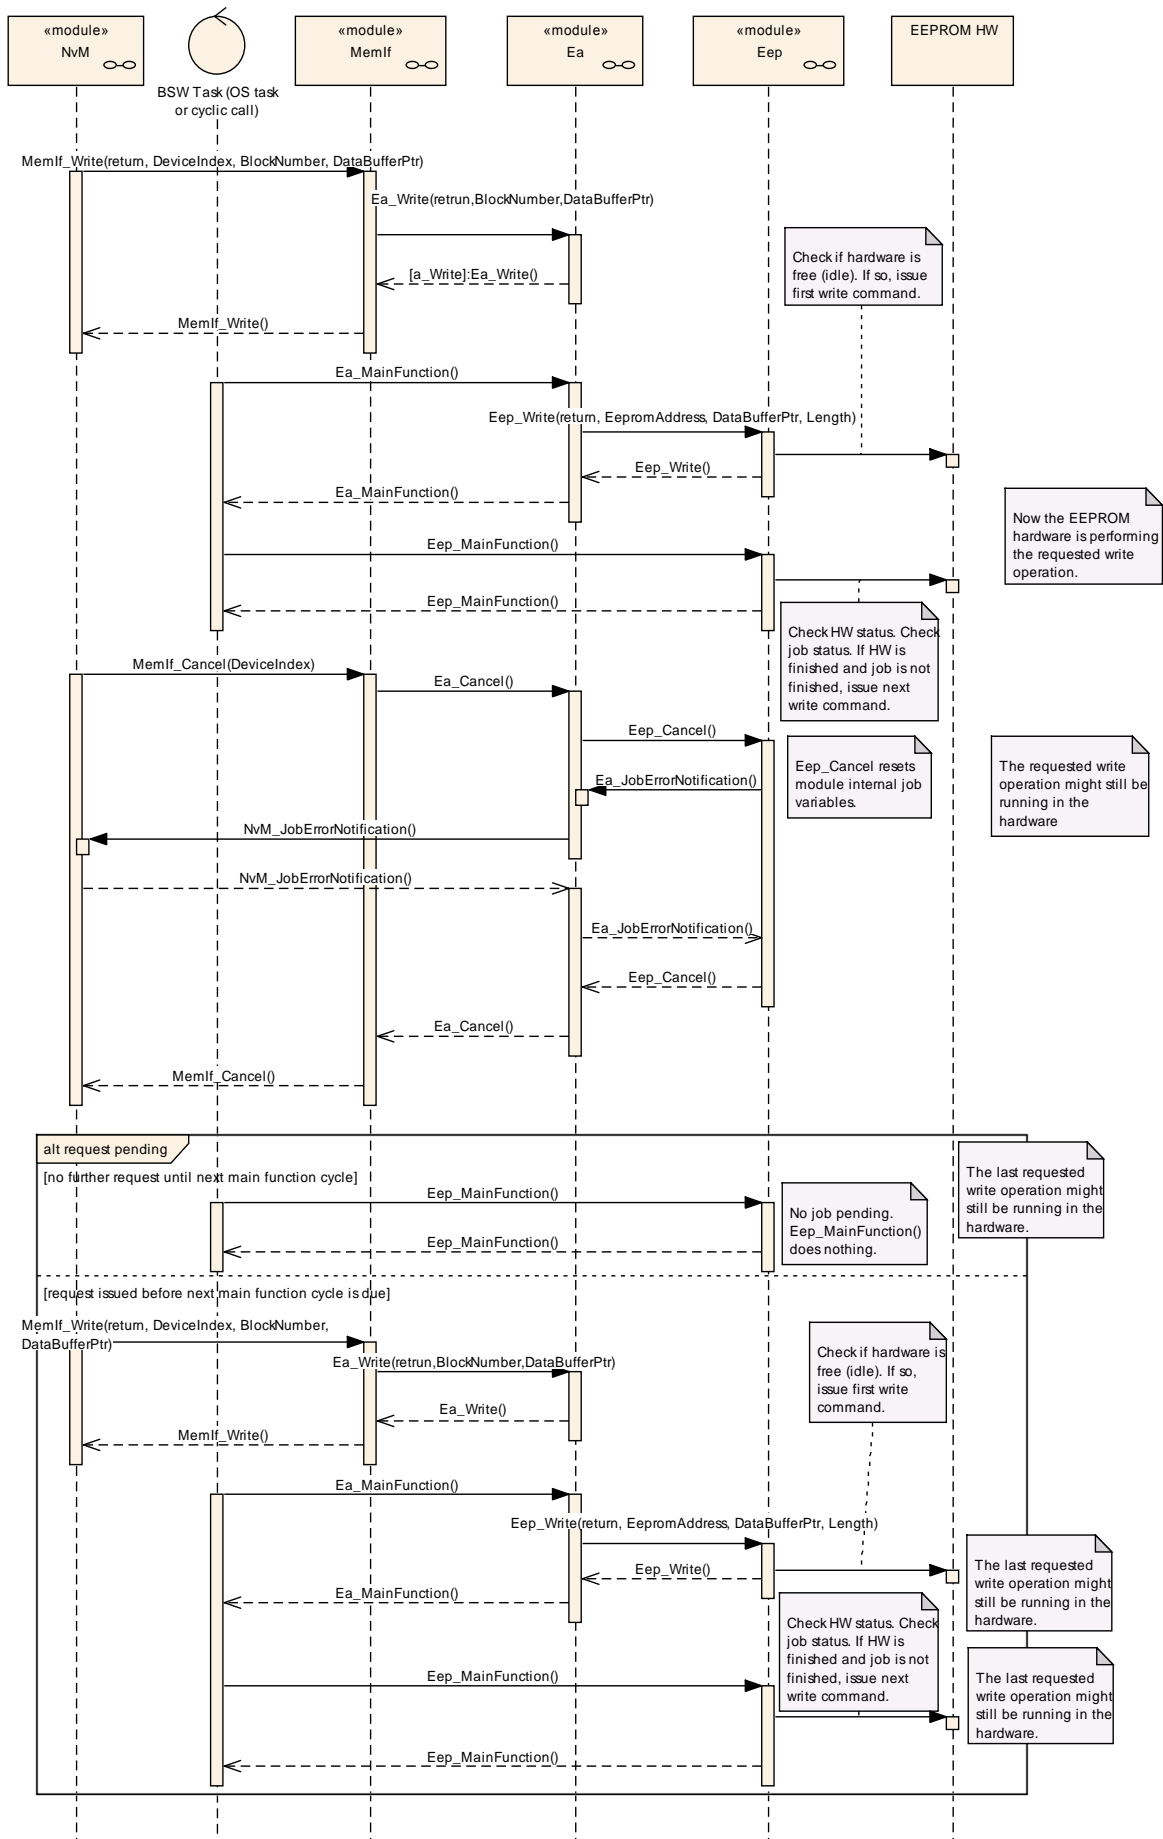 «module»
NvM
«module»
MemIf
«module»
Ea
«module»
Eep
EEPROM HW
BSW Task (OS task
or cyclic call)
MemIf_Write(return, DeviceIndex, BlockNumber, DataBufferPtr)
Ea_Write(retrun,BlockNumber,DataBufferPtr)
Check if hardware is
free (idle). If so, issue
first write command.
[a_Write]:Ea_Write()
MemIf_Write()
Ea_MainFunction()
Eep_Write(return, EepromAddress, DataBufferPtr, Length)
Eep_Write()
Ea_MainFunction()
Now the EEPROM
hardware is performing
the requested write
operation.
Eep_MainFunction()
Eep_MainFunction()
Check HW status. Check
job status. If HW is
finished and job is not
finished, issue next
write command.
MemIf_Cancel(DeviceIndex)
Ea_Cancel()
Eep_Cancel()
Eep_Cancel resets
module internal job
variables.
The requested write
operation might still be
running in the
hardware
Ea_JobErrorNotification()
NvM_JobErrorNotification()
NvM_JobErrorNotification()
Ea_JobErrorNotification()
Eep_Cancel()
Ea_Cancel()
MemIf_Cancel()
alt request pending
[no further request until next main function cycle]
The last requested
write operation might
still be running in the
hardware.
Eep_MainFunction()
No job pending.
Eep_MainFunction()
does nothing.
Eep_MainFunction()
[request issued before next main function cycle is due]
MemIf_Write(return, DeviceIndex, BlockNumber,
DataBufferPtr)
Ea_Write(retrun,BlockNumber,DataBufferPtr)
Check if hardware is
free (idle). If so,
issue first write
command.
Ea_Write()
MemIf_Write()
Ea_MainFunction()
Eep_Write(return, EepromAddress, DataBufferPtr, Length)
Eep_Write()
Ea_MainFunction()
The last requested
write operation might
still be running in the
hardware.
Check HW status. Check
job status. If HW is
finished and job is not
finished, issue next
write command.
Eep_MainFunction()
The last requested
write operation might
still be running in the
hardware.
Eep_MainFunction()